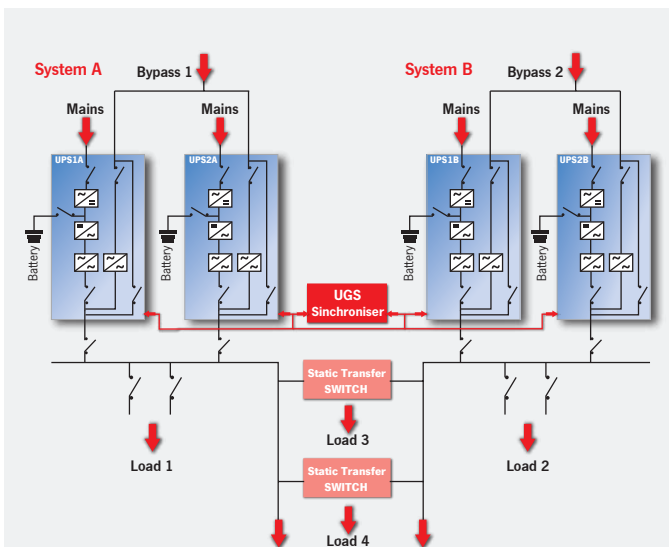 System A
Bypass 1
System B
Bypass 2
Mains
Mains
Mains
Mains
UPS1A
UPS2A
UPS1B
UPS2B
Battery
Battery
Battery
Battery
UGS
Sinchroniser
Static Transfer
SWITCH
Load 3
Load 1
Load 2
Static Transfer
SWITCH
Load 4